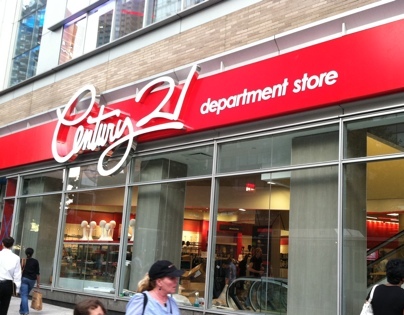 Century 21 department store